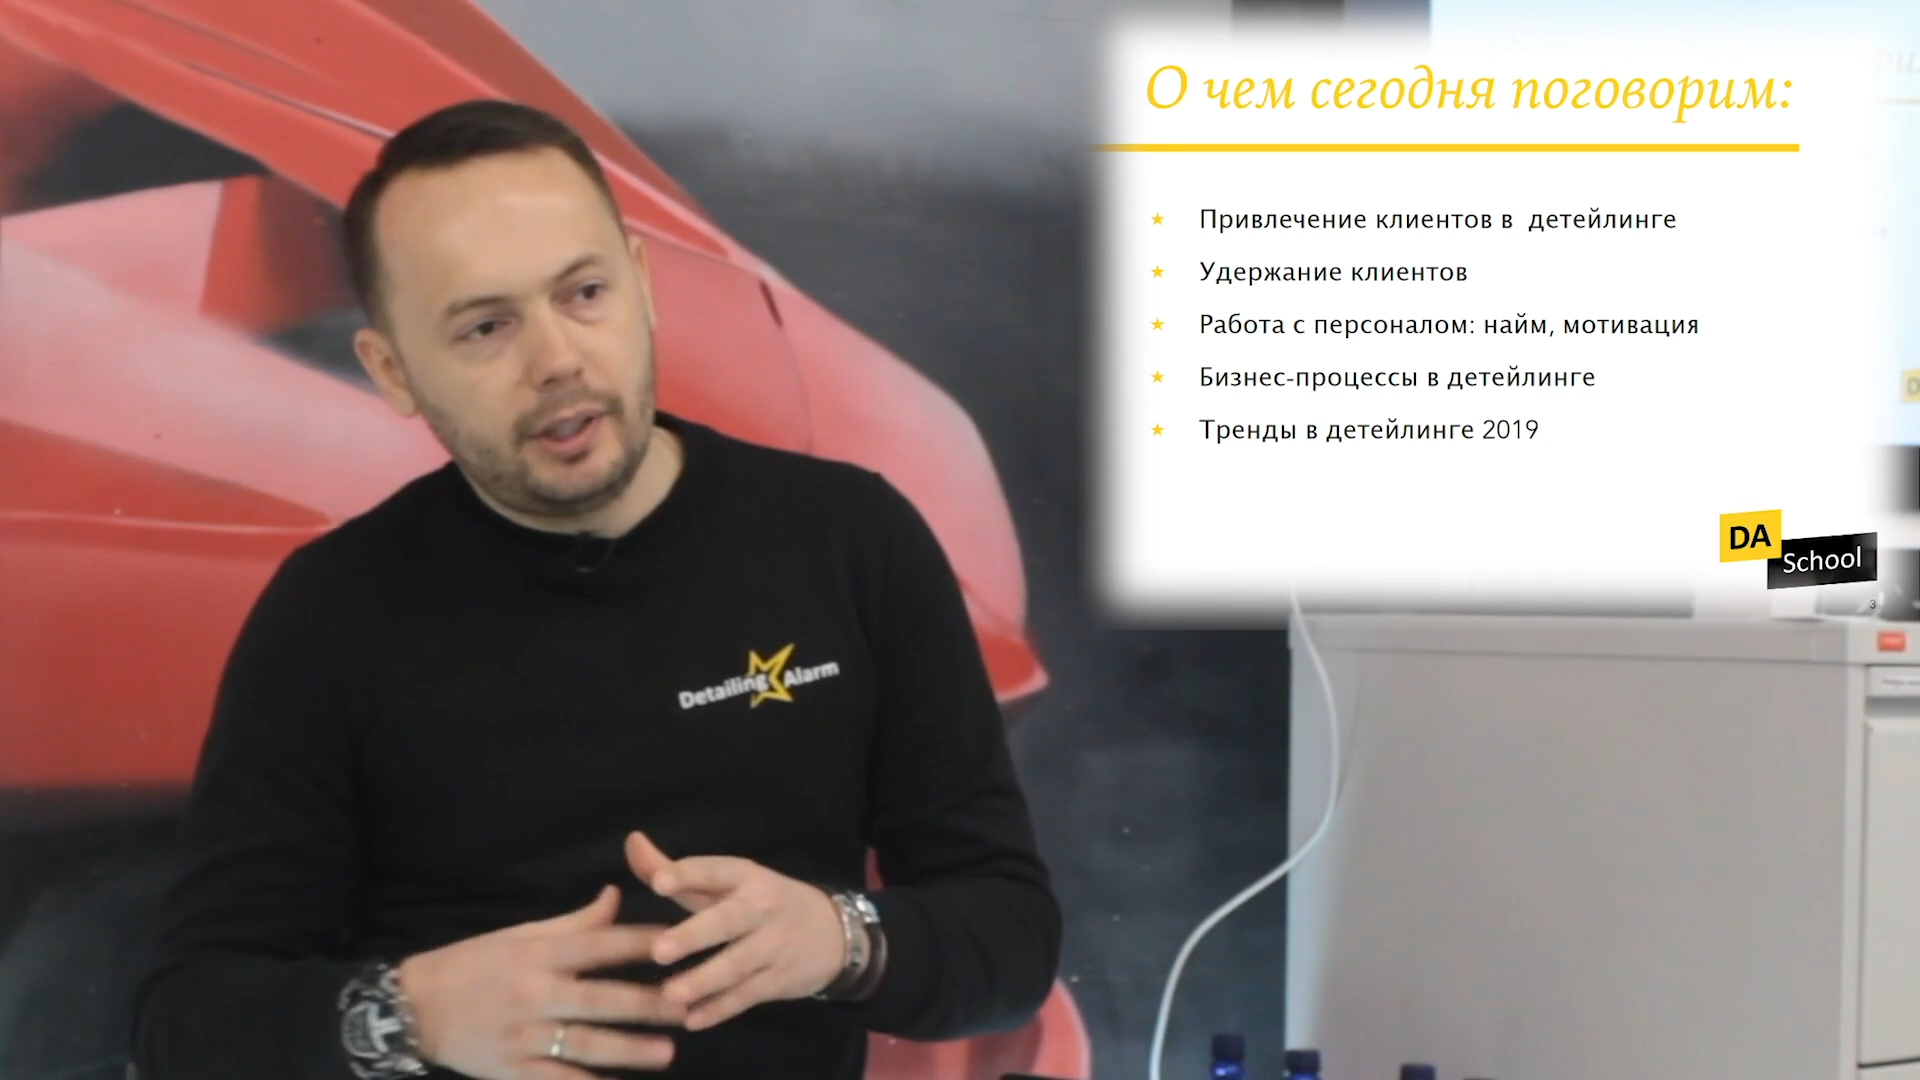 О чем сегодня поговорим:
Привлечение клиентов в детейлинге
Удержание клиентов
Работа с персоналом: найм, мотивация
Бизнес-процессы в детейлинге
Тренды в детейлинге 2019
DA
School
3
Detailing Alarm